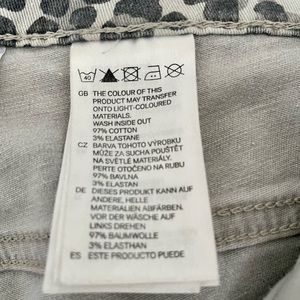 40
GB THE COLOUR OF THIS
PRODUCT MAY TRANSFER
ONTO LIGHT-COLOURED
MATERIALS.
WASH INSIDE OUT
97% COTTON
3% ELASTANE
CZ BARVA TOHOTO VÝROBKU
MŮŽE ZA SUCHA POUŠTĚT
NA SVĚTLÉ MATERIÁLY.
PERTE OTOČENÉ NA RUBU
97% BAVLNA
3% ELASTAN
DE DIESES PRODUKT KANN AUF
ANDERE, HELLE
MATERIALIEN ABFÄRBEN.
VOR DER WÄSCHE AUF
LINKS DREHEN
97% BAUMWOLLE
3% ELASTHAN
ES ESTE PRODUCTO PUEDE